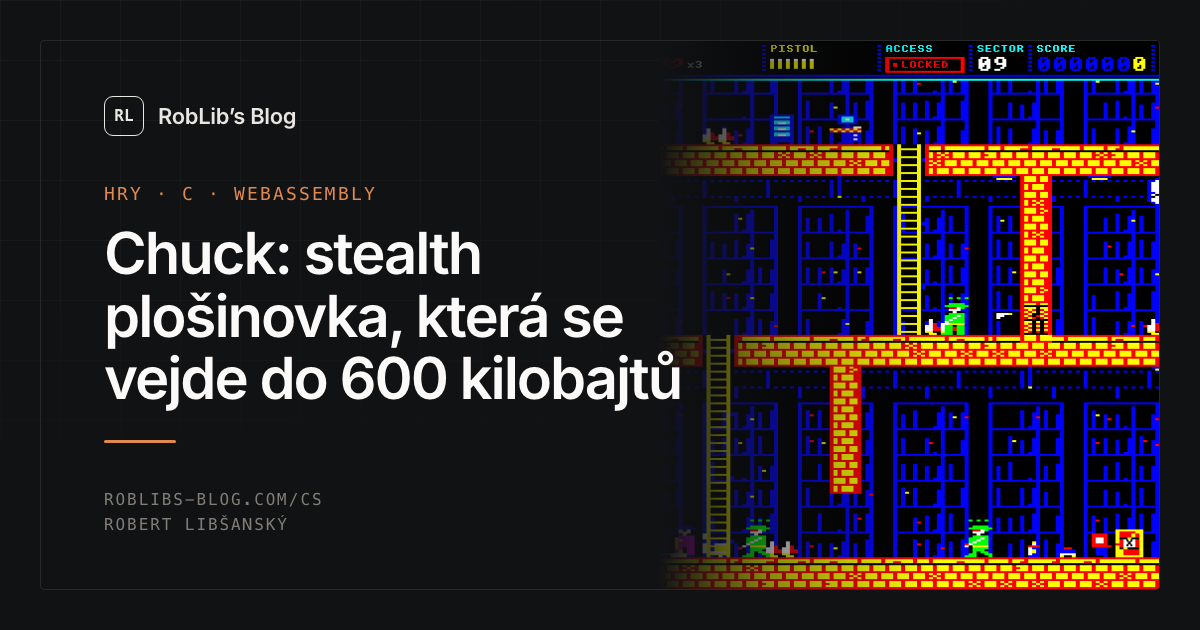 RL RobLib’s Blog
HRY · C · WEBASSEMBLY
Chuck: stealth
plošinovka, která se
vejde do 600 kilobajtů
ROBLIBS-BLOG.COM/CS
ROBERT LIBŠANSKÝ
PISTOL ACCESS SECTOR SCORE
x3 LOCKED 09 0000000